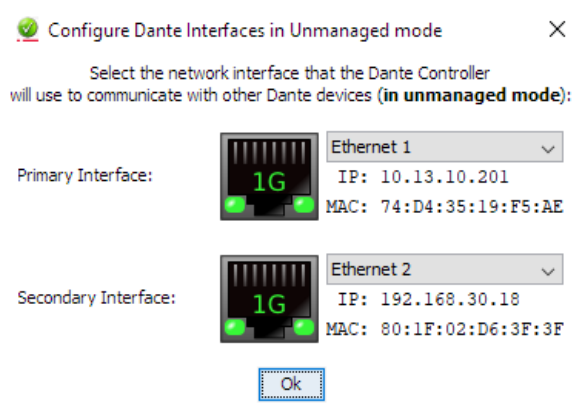 Configure Dante Interfaces in Unmanaged mode
Select the network interface that the Dante Controller
will use to communicate with other Dante devices (in unmanaged mode):
Primary Interface:
1G
Ethernet 1
IP: 10.13.10.201
MAC: 74:D4:35:19:F5:AE
Secondary Interface:
1G
Ethernet 2
IP: 192.168.30.18
MAC: 80:1F:02:D6:3F:3F
Ok